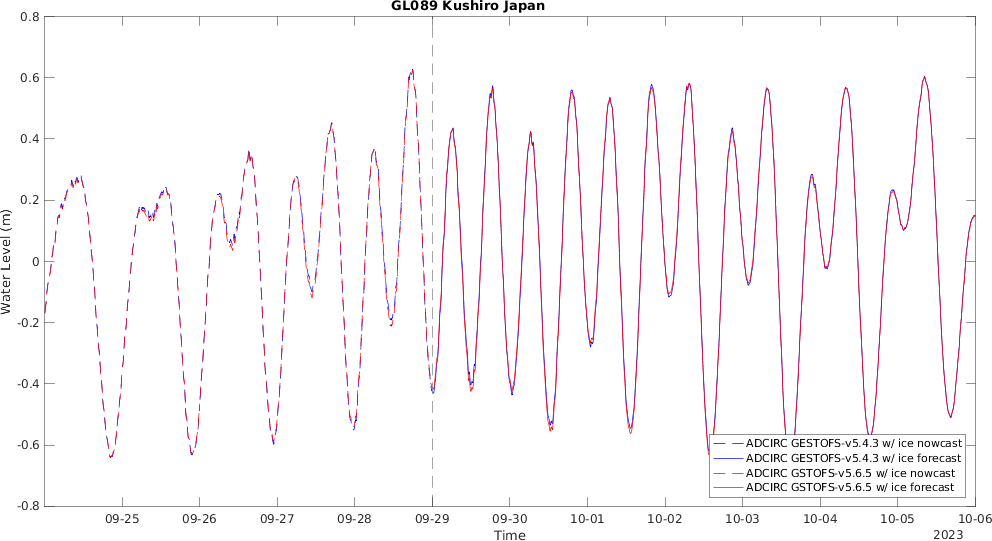 GL089 Kushiro Japan
0.8
0.6
0.4
0.2
0
-0.2
-0.4
-0.6
-0.8
Water Level (m)
ADCIRC GESTOFS-v5.4.3 w/ ice nowcast
ADCIRC GESTOFS-v5.4.3 w/ ice forecast
ADCIRC GSTOFS-v5.6.5 w/ ice nowcast
ADCIRC GSTOFS-v5.6.5 w/ ice forecast
09-25 09-26 09-27 09-28 09-29 09-30 10-01 10-02 10-03 10-04 10-05 10-06
Time
2023